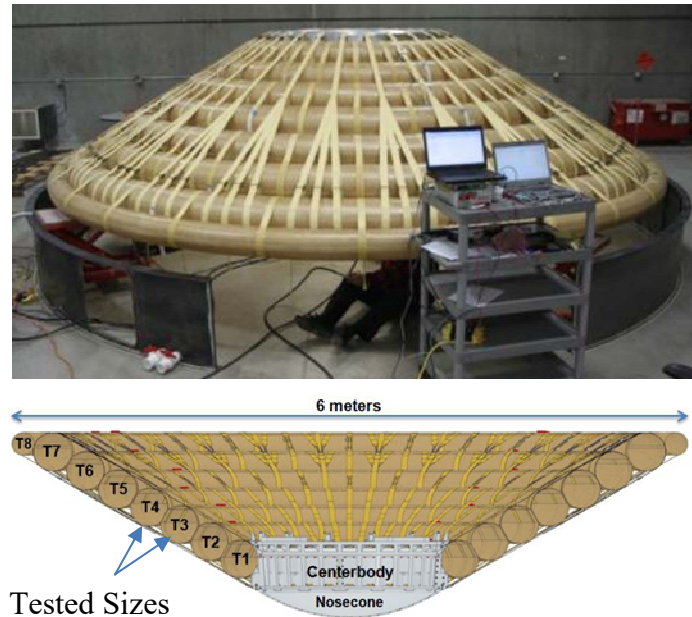 6 meters
T8
T7
T6
T5
T4
T3
T2
T1
Centerbody
Nosecone
Tested Sizes